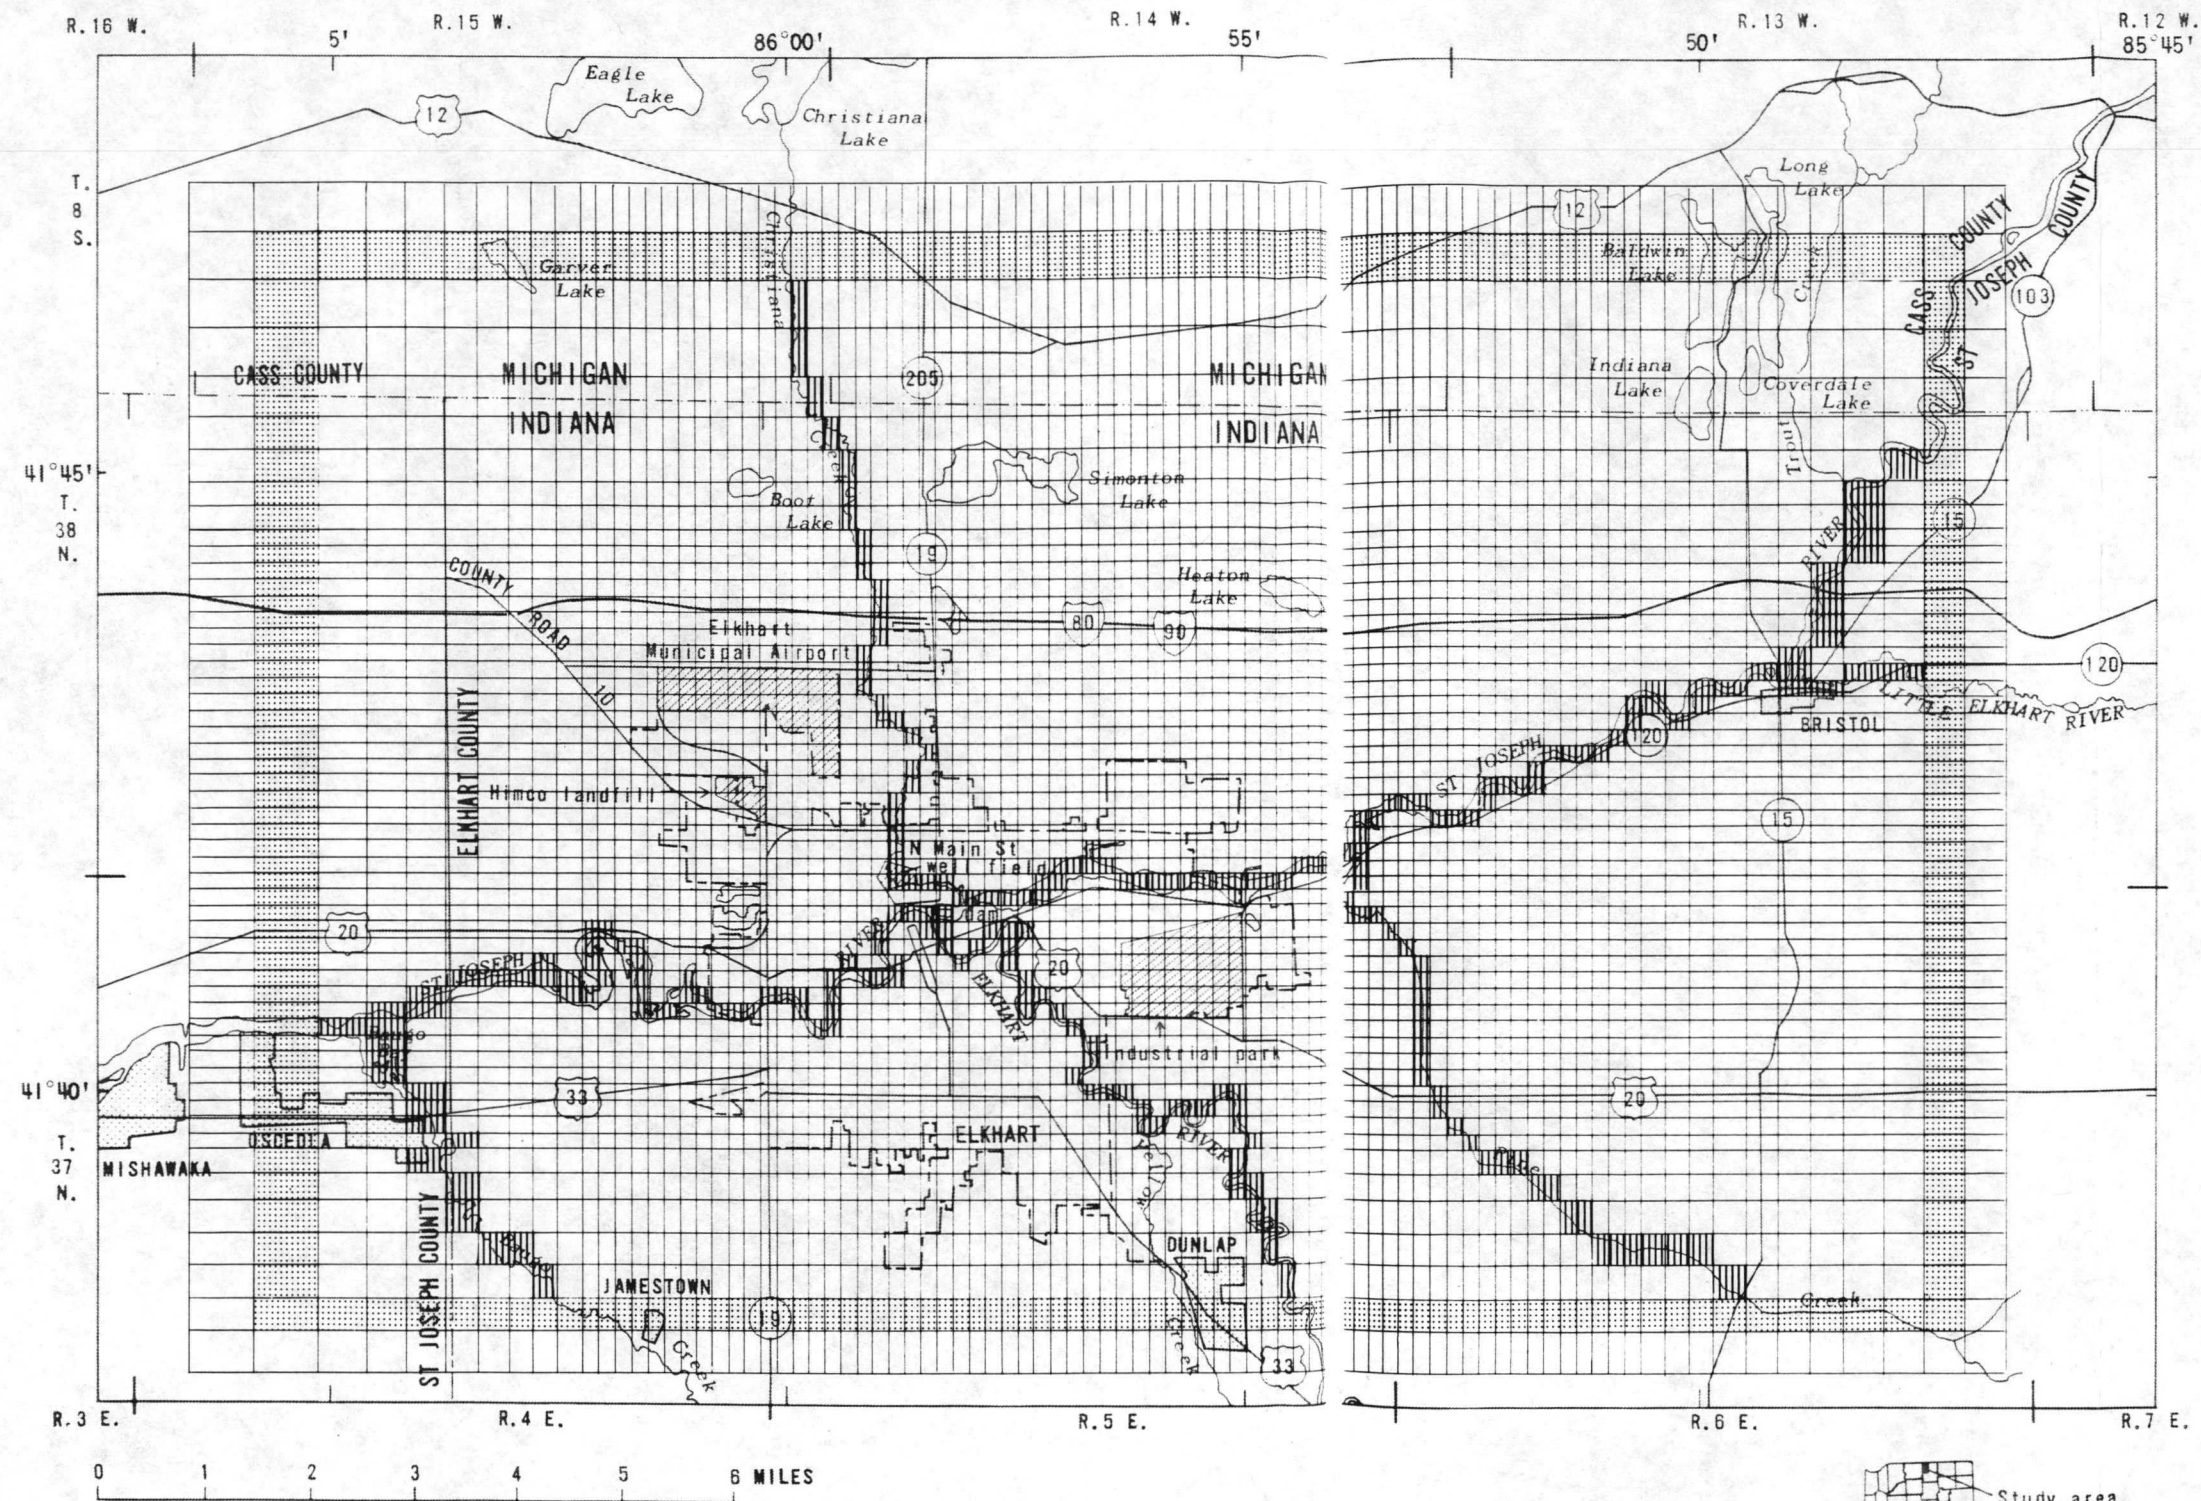 R.16 W.
R.15 W.
R.14 W.
R.13 W.
R.12 W.
5'
86°00'
55'
50'
85°45'
Eagle
Lake
12
Christiana
Lake
Long
Lake
T.
8
S.
12
COUNTY
COUNTY
Christiana
Baldwin
Lake
Garver
Lake
Creek
CASS
ST
JOSEPH
103
CASS COUNTY
MICHIGAN
205
MICHIGAN
Indiana
Lake
Coverdale
Lake
INDIANA
INDIANA
Creek
Trout
41°45'
T.
38
N.
Simonton
Lake
Boot
Lake
15
RIVER
19
COUNTY
ROAD
10
Heaton
Lake
80
90
Elkhart
Municipal Airport
120
LITTLE ELKHART RIVER
BRISTOL
120
ELKHART COUNTY
ST JOSEPH
Himco landfill
15
N Main St
well field
Dam
20
RIVER
ST JOSEPH
20
ELKHART
Baugo
Bay
Industrial park
41°40'
33
20
OSCEOLA
ELKHART
RIVER
T.
37
N.
MISHAWAKA
Yellow
Pine
ST JOSEPH COUNTY
Baugo
DUNLAP
JAMESTOWN
19
Creek
Creek
Creek
33
R.3 E.
R.4 E.
R.5 E.
R.6 E.
R.7 E.
0 1 2 3 4 5 6 MILES
Study area